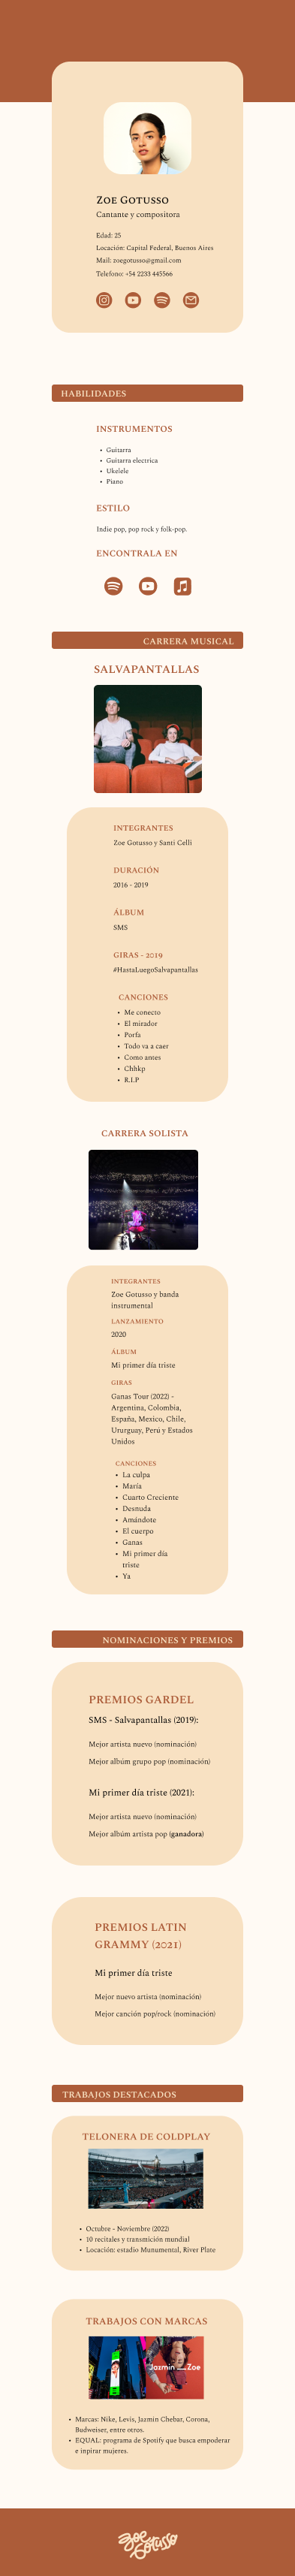 Zoe Gotusso
Cantante y compositora
Edad: 25
Locación: Capital Federal, Buenos Aires
Mail: zoegotusso@gmail.com
Telefono: +54 2233 445566
HABILIDADES
INSTRUMENTOS
• Guitarra
• Guitarra electrica
• Ukelele
• Piano
ESTILO
Indie pop, pop rock y folk-pop.
ENCONTRALA EN
CARRERA MUSICAL
SALVAPANTALLAS
INTEGRANTES
Zoe Gotusso y Santi Celli
DURACIÓN
2016 - 2019
ÁLBUM
SMS
GIRAS - 2019
#HastaLuegoSalvapantallas
CANCIONES
• Me conecto
• El mirador
• Porfa
• Todo va a caer
• Como antes
• Chhkp
• R.I.P
CARRERA SOLISTA
INTEGRANTES
Zoe Gotusso y banda
instrumental
LANZAMIENTO
2020
ÁLBUM
Mi primer día triste
GIRAS
Ganas Tour (2022) -
Argentina, Colombia,
España, Mexico, Chile,
Ururguay, Perú y Estados
Unidos
CANCIONES
• La culpa
• María
• Cuarto Creciente
• Desnuda
• Amándote
• El cuerpo
• Ganas
• Mi primer día
triste
• Ya
NOMINACIONES Y PREMIOS
PREMIOS GARDEL
SMS - Salvapantallas (2019):
Mejor artista nuevo (nominación)
Mejor albúm grupo pop (nominación)
Mi primer día triste (2021):
Mejor artista nuevo (nominación)
Mejor albúm artista pop (ganadora)
PREMIOS LATIN
GRAMMY (2021)
Mi primer día triste
Mejor nuevo artista (nominación)
Mejor canción pop/rock (nominación)
TRABAJOS DESTACADOS
TELONERA DE COLDPLAY
• Octubre - Noviembre (2022)
• 10 recitales y transmición mundial
• Locación: estadio Munumental, River Plate
TRABAJOS CON MARCAS
Jazmin Zoe
• Marcas: Nike, Levis, Jazmin Chebar, Corona,
Budweiser, entre otros.
• EQUAL: programa de Spotify que busca empoderar
e inpirar mujeres.
Zoe
Gotusso